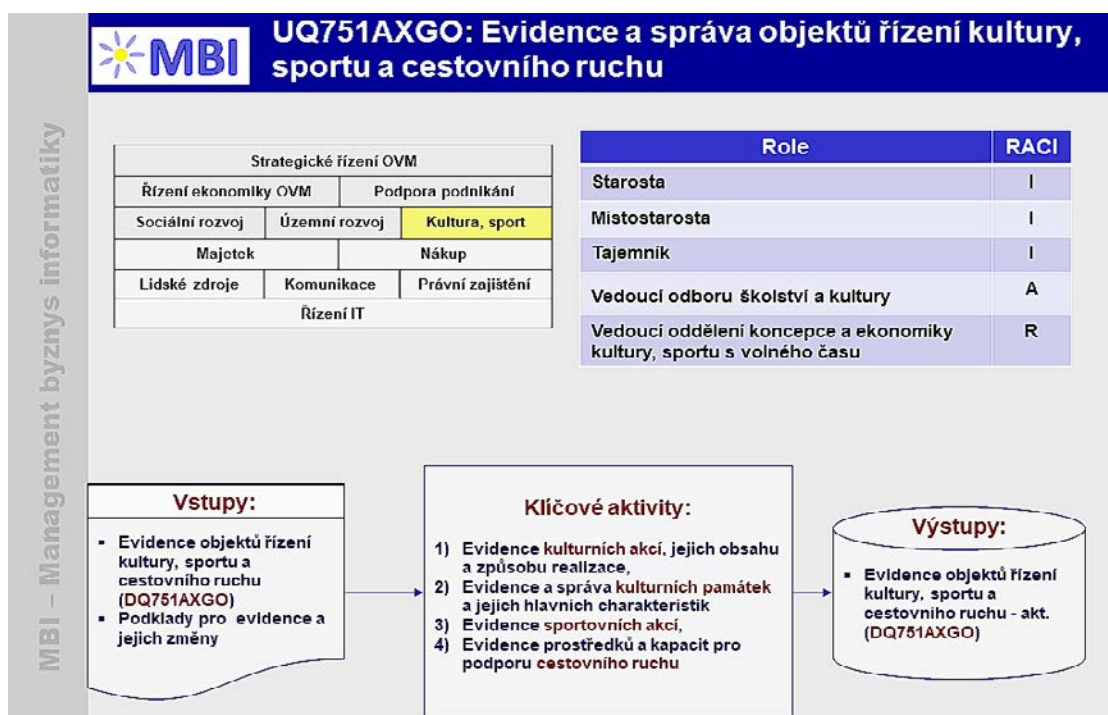 MBI
UQ751AXGO: Evidence a správa objektů řízení kultury,
sportu a cestovního ruchu
MBI – Management byznys informatiky
Strategické řízení OVM
Řízení ekonomiky OVM
Podpora podnikání
Sociální rozvoj
Územní rozvoj
Kultura, sport
Majetek
Nákup
Lidské zdroje
Komunikace
Právní zajištění
Řízení IT
Role RACI
Starosta I
Místostarosta I
Tajemník I
Vedoucí odboru školství a kultury A
Vedoucí oddělení koncepce a ekonomiky R
kultury, sportu s volného času
Vstupy:
▪ Evidence objektů řízení
kultury, sportu a
cestovního ruchu
(DQ751AXGO)
▪ Podklady pro evidence a
jejich změny
Klíčové aktivity:
1) Evidence kulturních akcí, jejich obsahu
a způsobu realizace,
2) Evidence a správa kulturních památek
a jejich hlavních charakteristik
3) Evidence sportovních akcí,
4) Evidence prostředků a kapacit pro
podporu cestovního ruchu
Výstupy:
▪ Evidence objektů řízení
kultury, sportu a
cestovního ruchu - akt.
(DQ751AXGO)